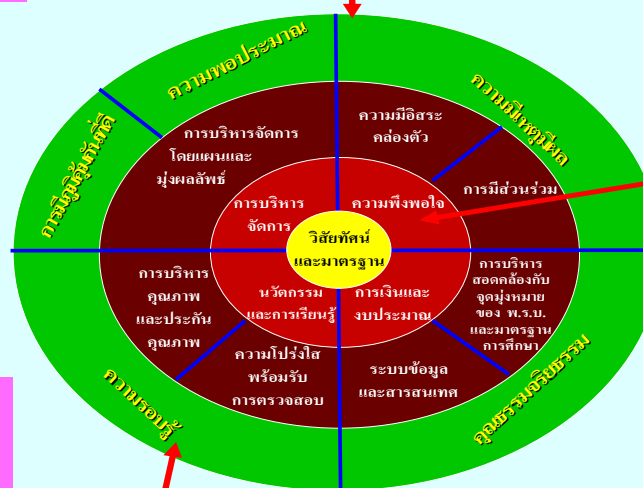 ความพอประมาณ
ความมีเหตุมีผล
การมีภูมิคุ้มกันที่ดี
ความรอบรู้
คุณธรรมจริยธรรม
การบริหารจัดการ
โดยแผนและ
มุ่งผลลัพธ์
ความมีอิสระ
คล่องตัว
การมีส่วนร่วม
การบริหาร
จัดการ
ความพึงพอใจ
วิสัยทัศน์
และมาตรฐาน
การบริหาร
คุณภาพ
และประกัน
คุณภาพ
นวัตกรรม
และการเรียนรู้
การเงินและ
งบประมาณ
การบริหาร
สอดคล้องกับ
จุดมุ่งหมาย
ของ พ.ร.บ.
และมาตรฐาน
การศึกษา
ความโปร่งใส
พร้อมรับ
การตรวจสอบ
ระบบข้อมูล
และสารสนเทศ